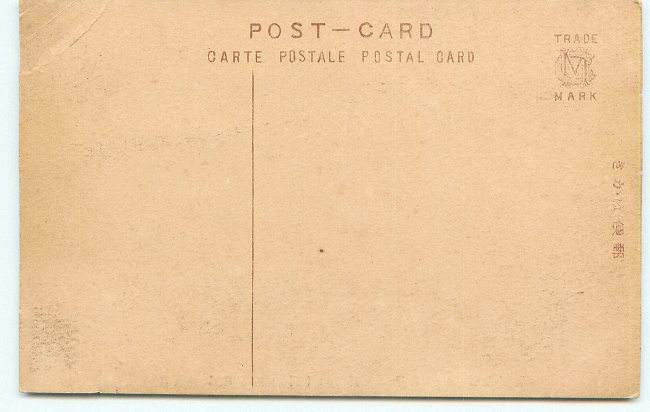 POST-CARD
CARTE POSTALE POSTAL CARD
TRADE
MARK
きがは便郵